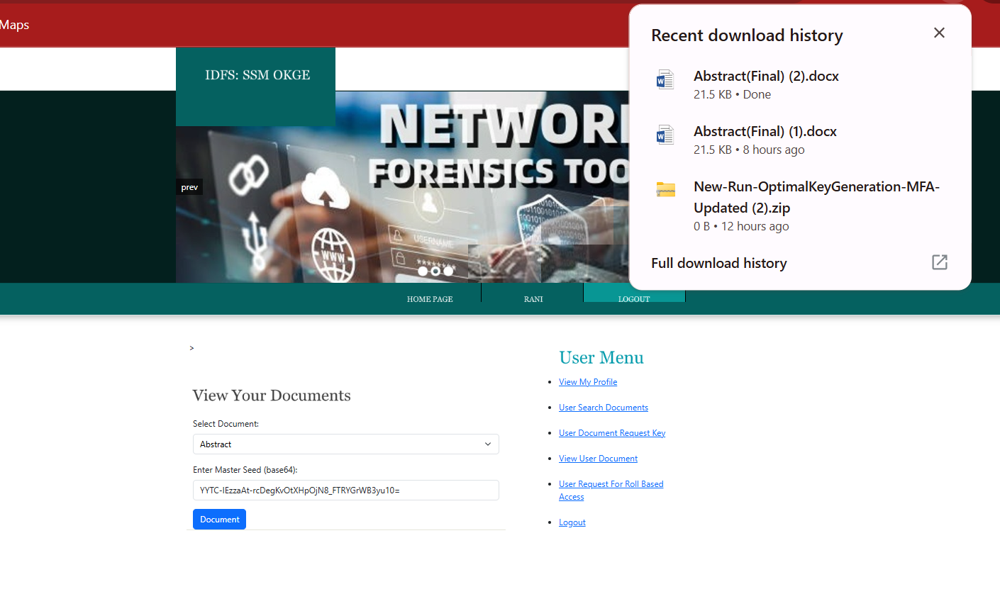 Maps
Recent download history
Abstract(Final) (2).docx
21.5 KB • Done
Abstract(Final) (1).docx
21.5 KB • 8 hours ago
New-Run-OptimalKeyGeneration-MFA-
Updated (2).zip
0 B • 12 hours ago
Full download history
IDFS: SSM OKGE
NETWOR
FORENSICS TOO
prev
WWW
USERNAME
HOME PAGE
RANI
LOGOUT
>
View Your Documents
Select Document:
Abstract
Enter Master Seed (base64):
YYTC-IEzzaAt-rcDegKvOtXHpOjN8_FTRYGrWB3yu10=
Document
User Menu
• View My Profile
• User Search Documents
• User Document Request Key
• View User Document
• User Request For Roll Based
Access
• Logout